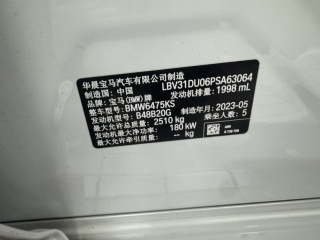 华晨宝马汽车有限公司制造
制造国：中国 LBV31DU06PSA63064
品牌：宝马(BMW)牌 发动机排量：1998 mL
整车型号：BMW6475KS
发动机型号：B48B20G 制造年月：2023-05
最大允许总质量：2510 kg 乘坐人数：5
发动机最大净功率：180 kW
最大允许牵引质量：-- kg